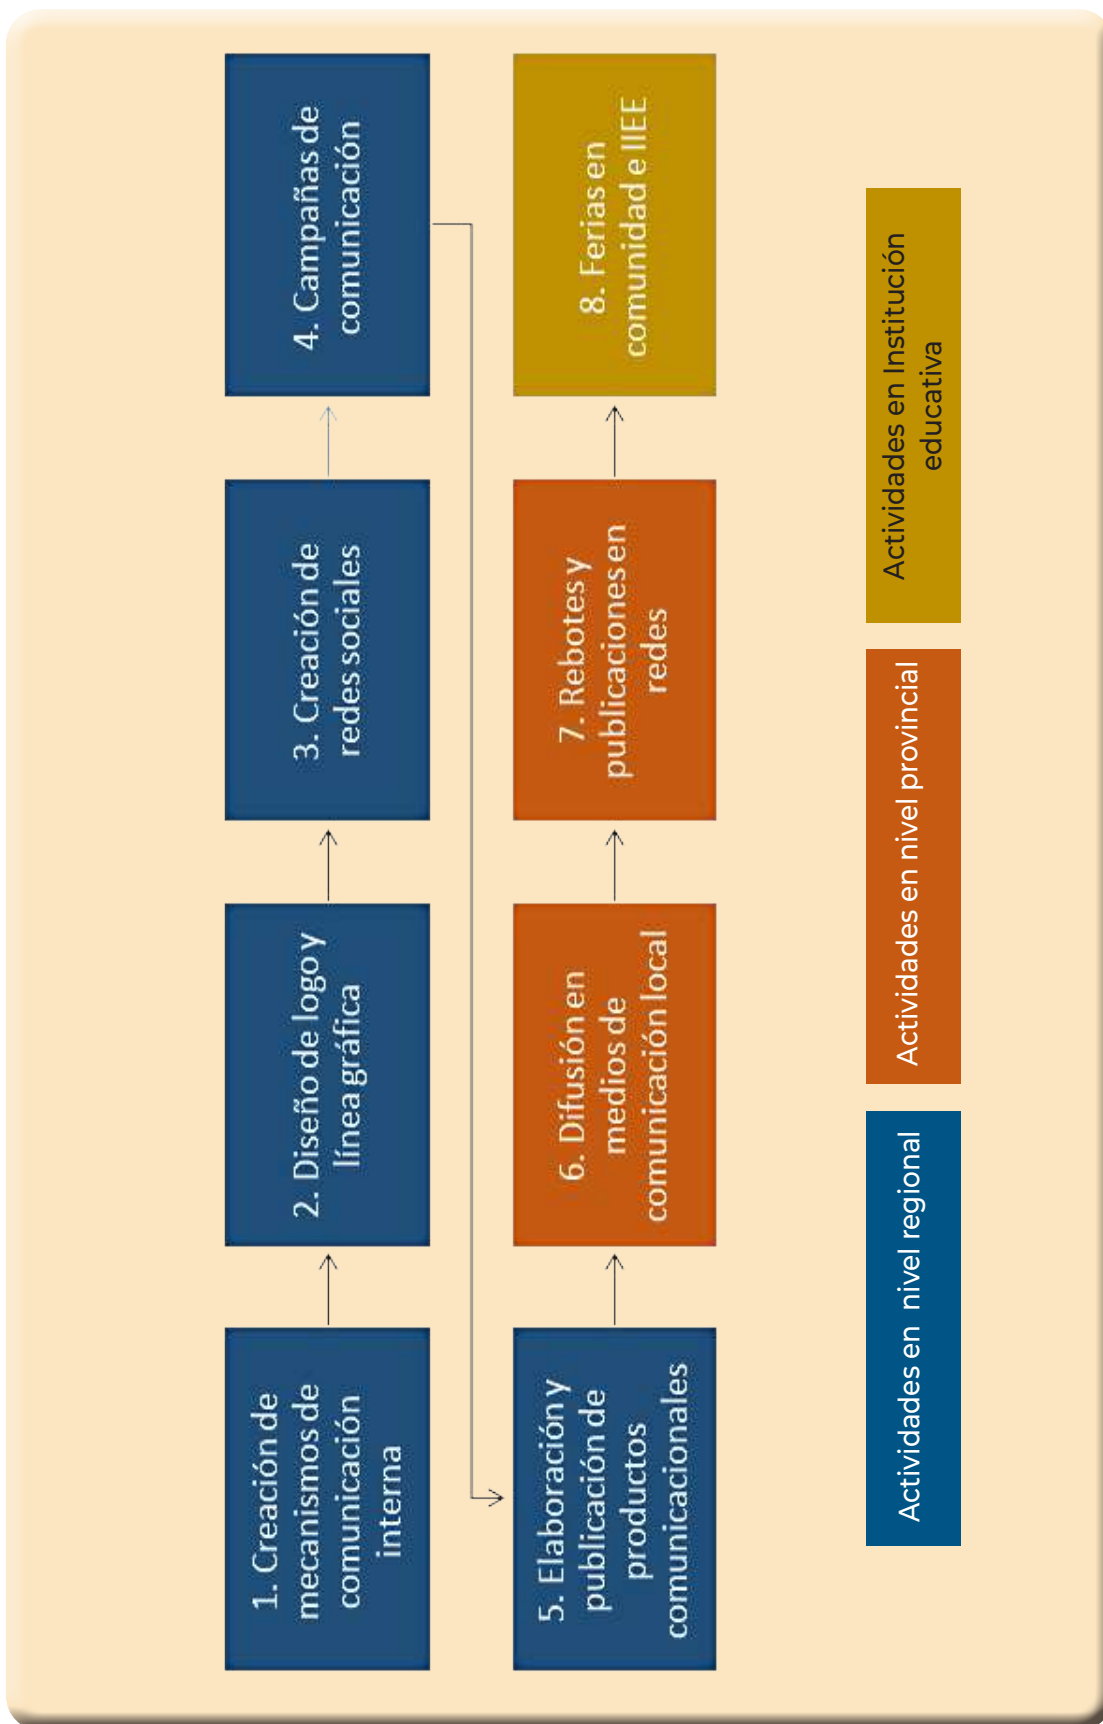 1. Creación de
mecanismos de
comunicación
interna
2. Diseño de logo y
línea gráfica
3. Creación de
redes sociales
4. Campañas de
comunicación
5. Elaboración y
publicación de
productos
comunicacionales
6. Difusión en
medios de
comunicación local
7. Rebotes y
publicaciones en
redes
8. Ferias en
comunidad e IIEE
Actividades en nivel regional
Actividades en nivel provincial
Actividades en Institución
educativa